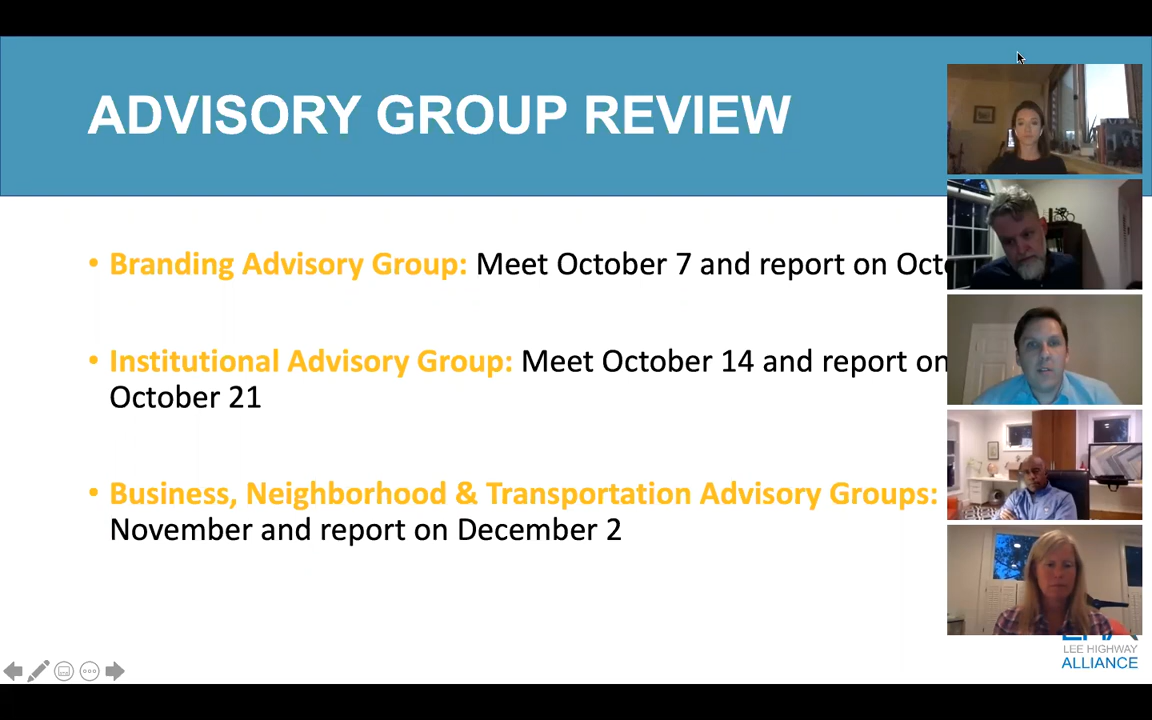 ADVISORY GROUP REVIEW
• Branding Advisory Group: Meet October 7 and report on
• Institutional Advisory Group: Meet October 14 and report on
October 21
• Business, Neighborhood & Transportation Advisory Groups:
November and report on December 2
LEE HIGHWAY
ALLIANCE